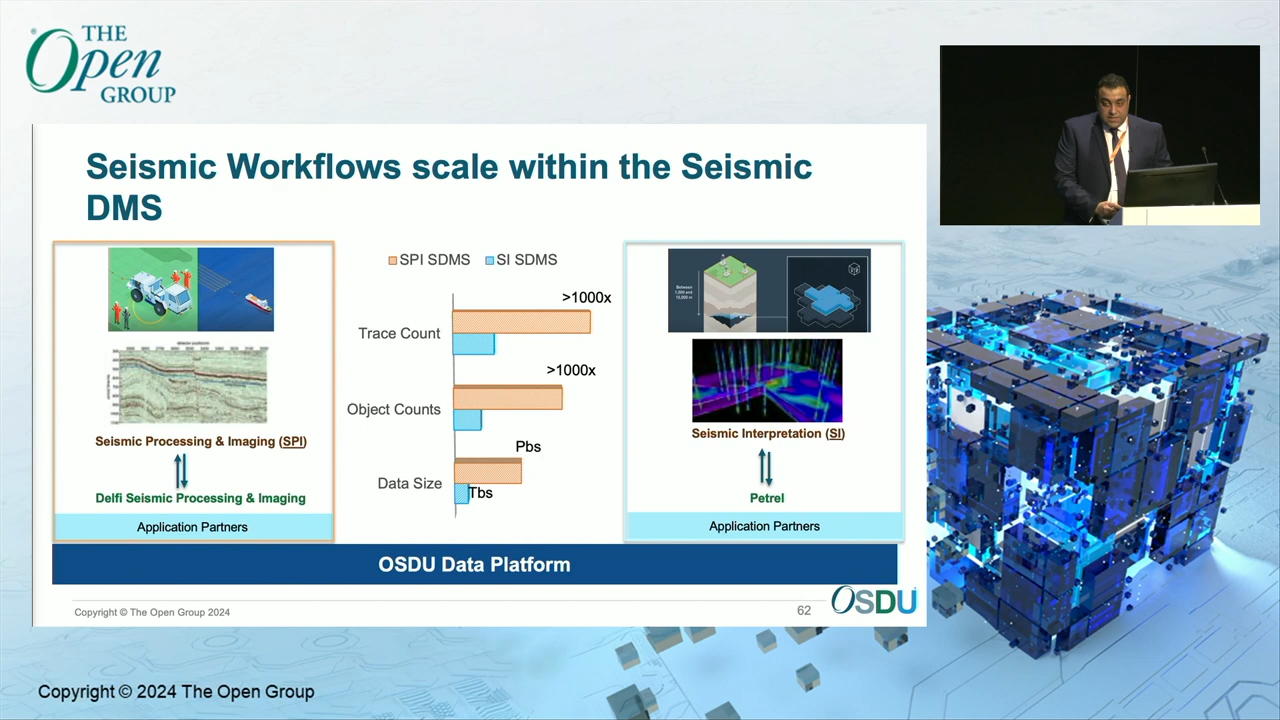 THE
Open
GROUP
Seismic Workflows scale within the Seismic
DMS
SPI SDMS
SI SDMS
>1000x
Trace Count
>1000x
Object Counts
Pbs
Data Size
Tbs
Seismic Processing & Imaging (SPI)
Delfi Seismic Processing & Imaging
Application Partners
Between
Seismic Interpretation (SI)
Petrel
Application Partners
OSDU Data Platform
Copyright © The Open Group 2024
62
OSDU
Copyright © 2024 The Open Group